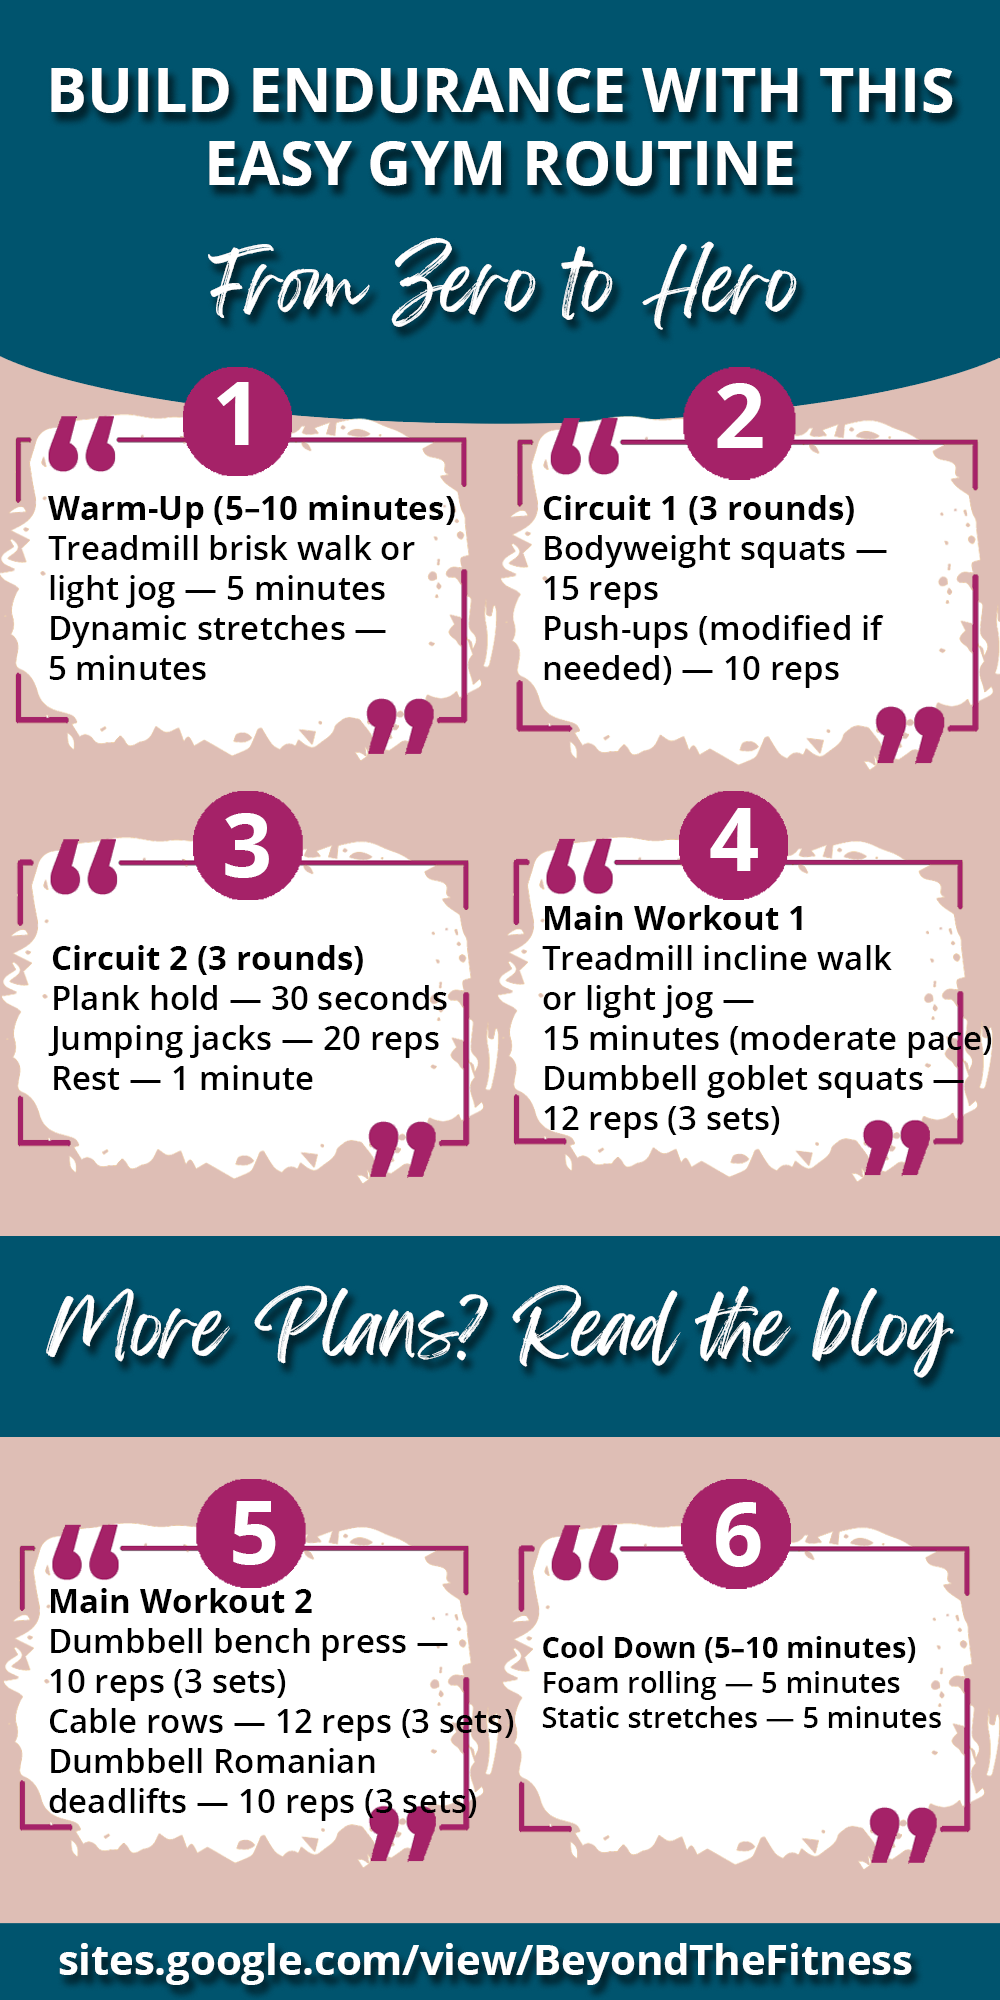 BUILD ENDURANCE WITH THIS
EASY GYM ROUTINE
From Zero to Hero
1
Warm-Up (5–10 minutes)
Treadmill brisk walk or
light jog — 5 minutes
Dynamic stretches —
5 minutes
2
Circuit 1 (3 rounds)
Bodyweight squats —
15 reps
Push-ups (modified if
needed) — 10 reps
3
Circuit 2 (3 rounds)
Plank hold — 30 seconds
Jumping jacks — 20 reps
Rest — 1 minute
4
Main Workout 1
Treadmill incline walk
or light jog —
15 minutes (moderate pace)
Dumbbell goblet squats —
12 reps (3 sets)
More Plans? Read the blog
5
Main Workout 2
Dumbbell bench press —
10 reps (3 sets)
Cable rows — 12 reps (3 sets)
Dumbbell Romanian
deadlifts — 10 reps (3 sets)
6
Cool Down (5–10 minutes)
Foam rolling — 5 minutes
Static stretches — 5 minutes
sites.google.com/view/BeyondTheFitness